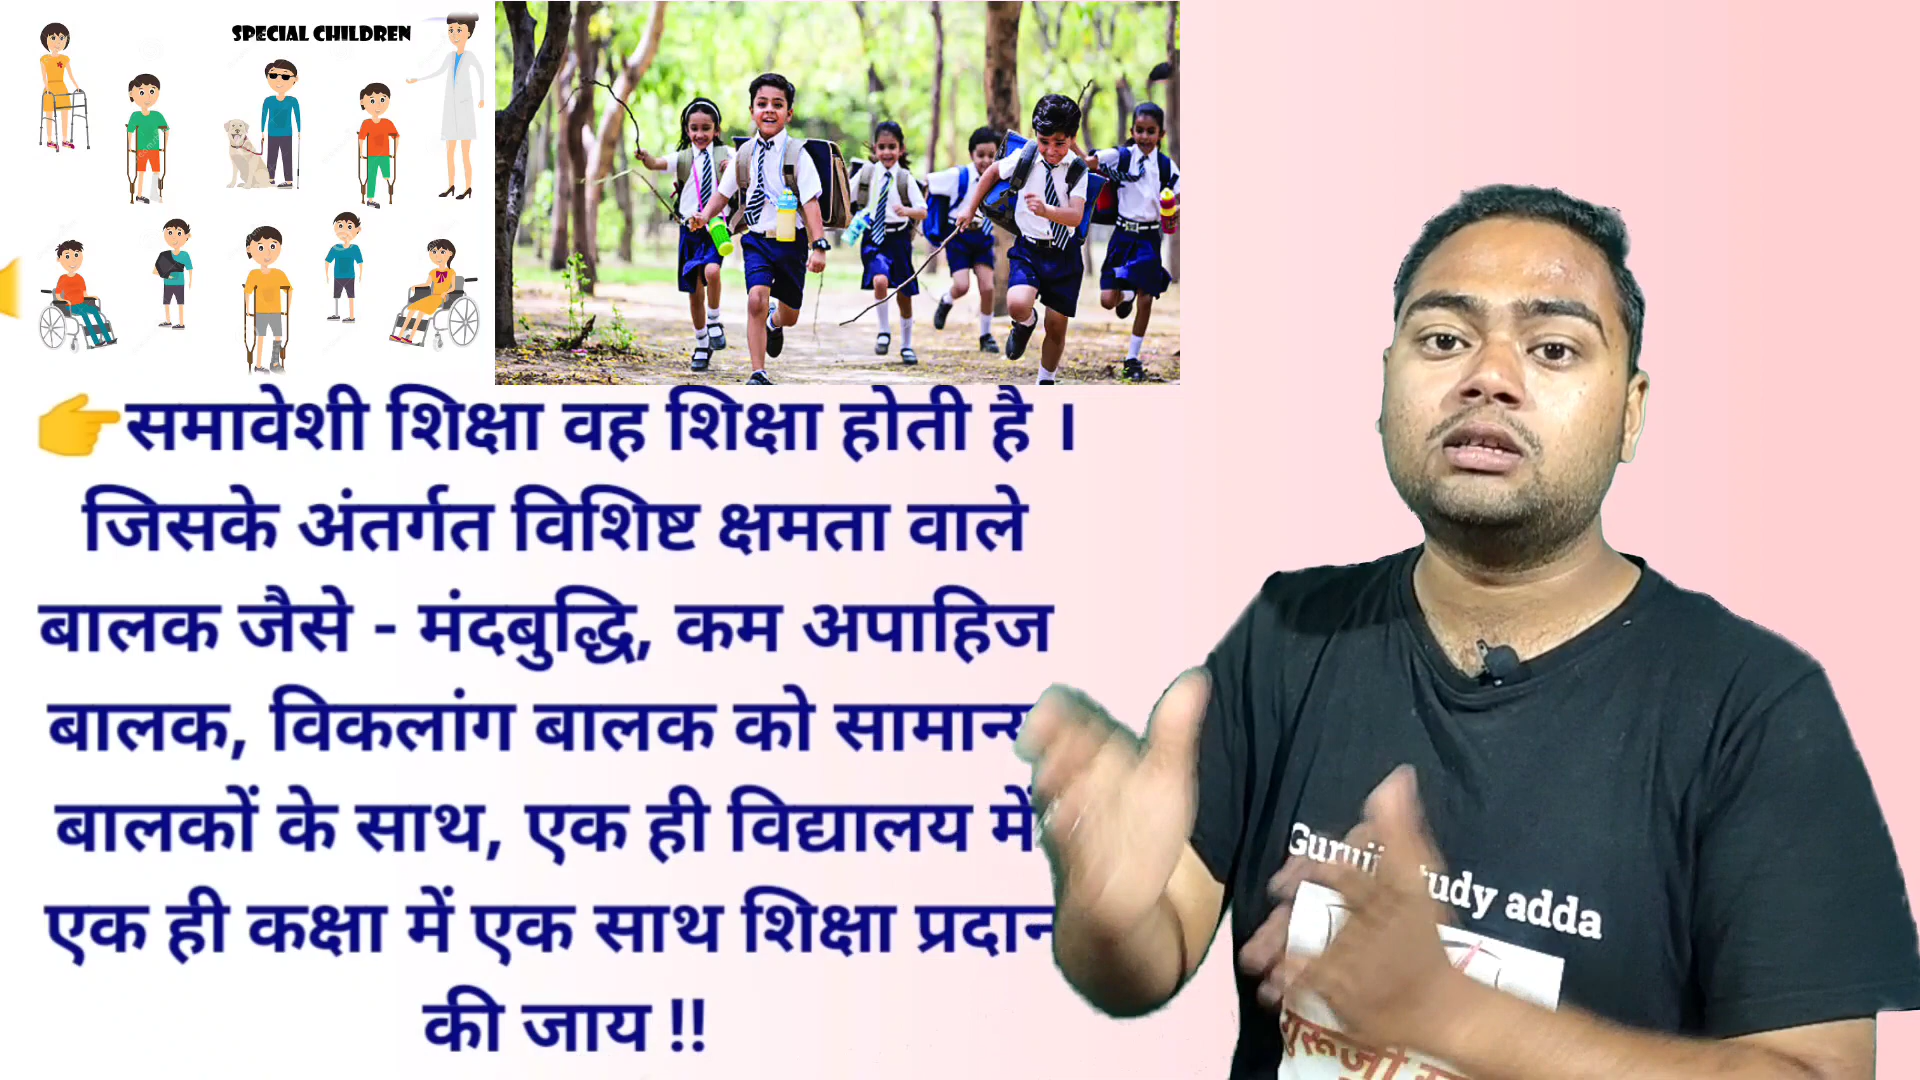 SPECIAL CHILDREN
👉समावेशी शिक्षा वह शिक्षा होती है ।
जिसके अंतर्गत विशिष्ट क्षमता वाले
बालक जैसे - मंदबुद्धि, कम अपाहिज
बालक, विकलांग बालक को सामान्य
बालकों के साथ, एक ही विद्यालय में
एक ही कक्षा में एक साथ शिक्षा प्रदान
की जाय !!
adda
गुरूजी